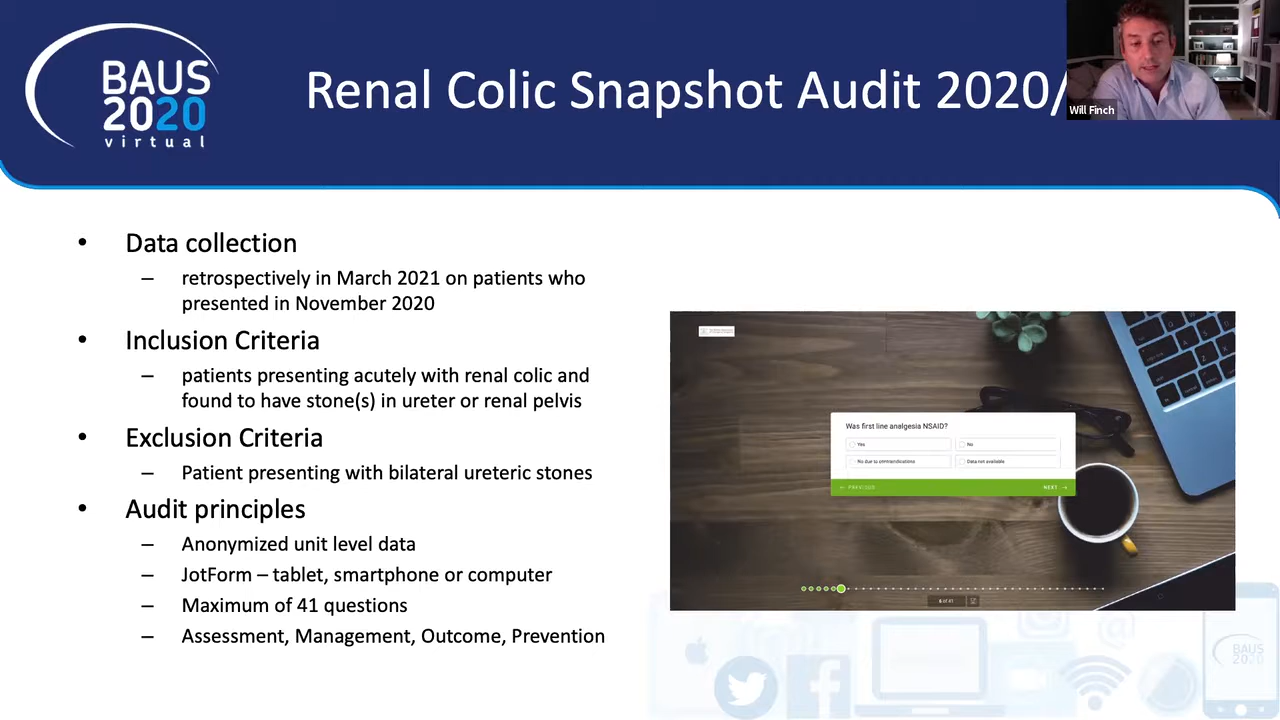 BAUS
2020
virtual
Renal Colic Snapshot Audit 2020/
Will Finch
• Data collection
– retrospectively in March 2021 on patients who
presented in November 2020
• Inclusion Criteria
– patients presenting acutely with renal colic and
found to have stone(s) in ureter or renal pelvis
• Exclusion Criteria
– Patient presenting with bilateral ureteric stones
• Audit principles
– Anonymized unit level data
– JotForm – tablet, smartphone or computer
– Maximum of 41 questions
– Assessment, Management, Outcome, Prevention
Was first line analgesia NSAID?
Yes
No
No due to contraindications
Data not available
← PREVIOUS
NEXT →
BAUS
2020